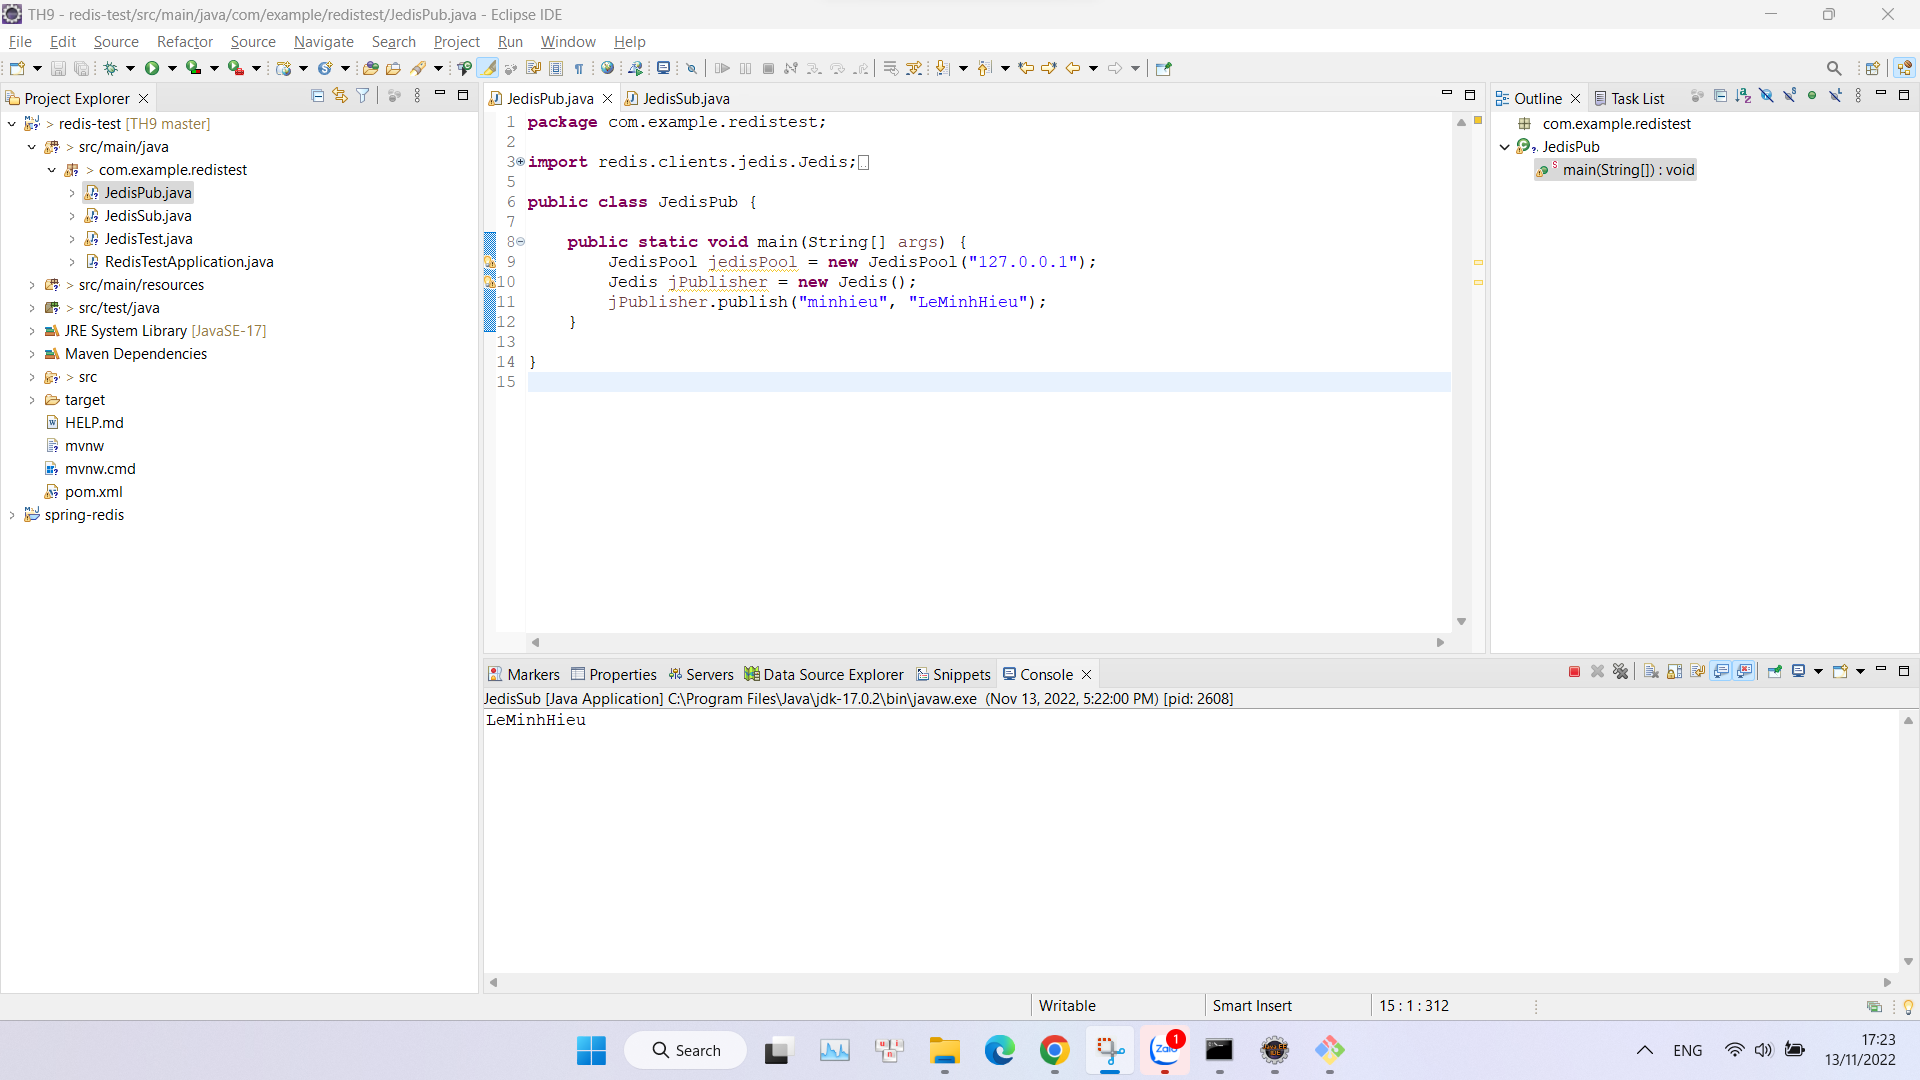 TH9 - redis-test/src/main/java/com/example/redistest/JedisPub.java - Eclipse IDE
File Edit Source Refactor Source Navigate Search Project Run Window Help
Project Explorer
redis-test [TH9 master]
src/main/java
com.example.redistest
JedisPub.java
JedisSub.java
JedisTest.java
RedisTestApplication.java
src/main/resources
src/test/java
JRE System Library [JavaSE-17]
Maven Dependencies
src
target
HELP.md
mvnw
mvnw.cmd
pom.xml
spring-redis
JedisPub.java JedisSub.java
1 package com.example.redistest;
2
3 import redis.clients.jedis.Jedis;
5
6 public class JedisPub {
7
8 public static void main(String[] args) {
9 JedisPool jedisPool = new JedisPool("127.0.0.1");
10 Jedis jPublisher = new Jedis();
11 jPublisher.publish("minhieu", "LeMinhHieu");
12 }
13
14 }
15
Outline Task List
com.example.redistest
JedisPub
main(String[]) : void
Markers Properties Servers Data Source Explorer Snippets Console
JedisSub [Java Application] C:\Program Files\Java\jdk-17.0.2\bin\javaw.exe (Nov 13, 2022, 5:22:00 PM) [pid: 2608]
LeMinhHieu
Writable Smart Insert 15 : 1 : 312
Search
Zalo 1
ENG
17:23
13/11/2022